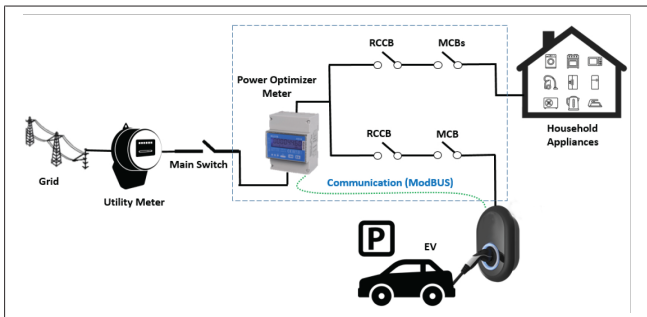 RCCB
MCBs
Power Optimizer
Meter
Household
Appliances
RCCB
MCB
Main Switch
Grid
Utility Meter
Communication (ModBUS)
P
EV